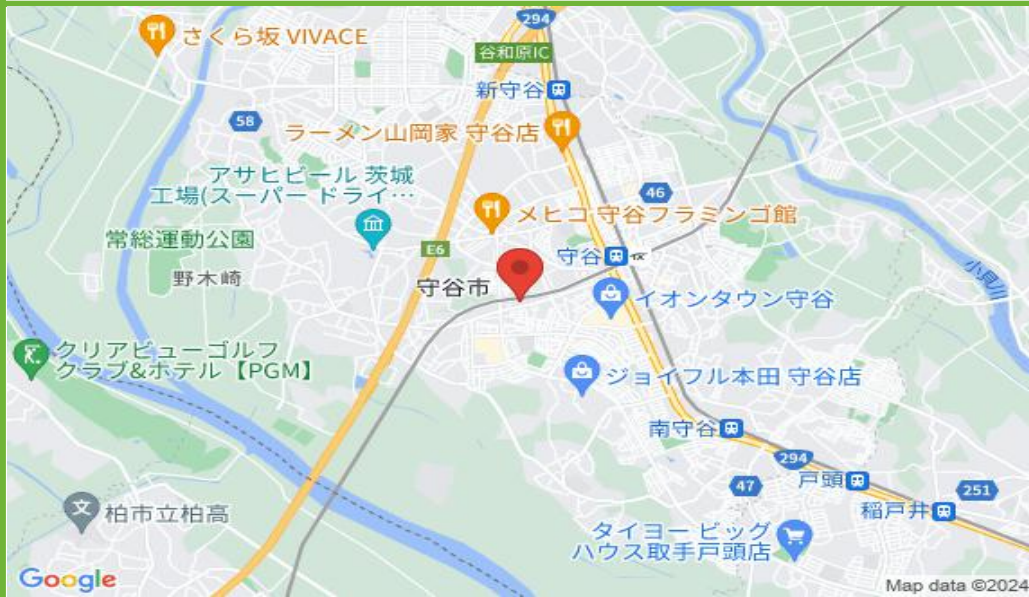 294
さくら坂 VIVACE
谷和原IC
新守谷
58
ラーメン山岡家 守谷店
アサヒビール 茨城
工場(スーパードライ…
46
メヒコ 守谷フラミンゴ館
常総運動公園
E6
守谷
野木崎
守谷市
小貝川
イオンタウン守谷
クリアビューゴルフ
クラブ&ホテル【PGM】
ジョイフル本田 守谷店
南守谷
294
戸頭
47
251
稲戸井
柏市立柏高
タイヨー ビッグ
ハウス取手戸頭店
Google
Map data ©2024